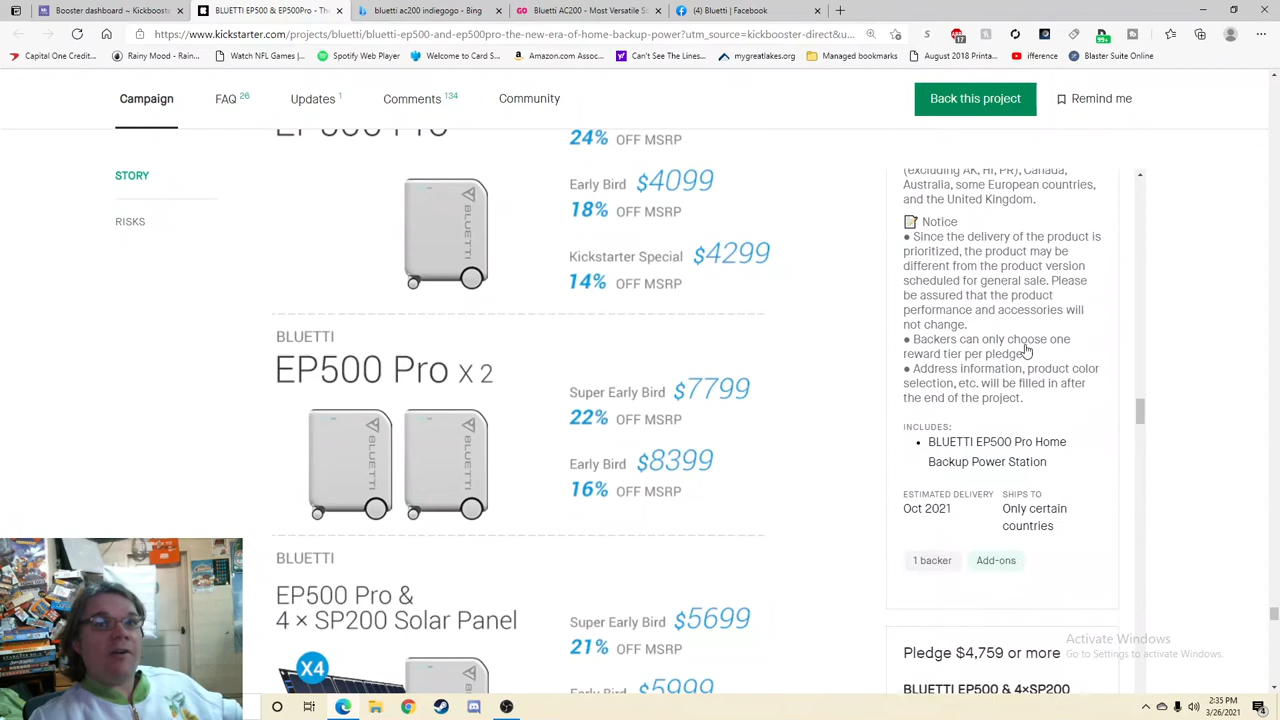 Dashboard — Kickbooster
BLUETTI EP500 & EP500Pro - Th
bluetti ac200 indiegogo - Bing
Bluetti AC200 - Most Versatile S
(4) Bluetti | Facebook
https://www.kickstarter.com/projects/bluetti/bluetti-ep500-and-ep500pro-the-new-era-of-home-backup-power?utm_source=kickbooster-direct&u...
Capital One Credit...
Rainy Mood - Rain...
Watch NFL Games |...
Spotify Web Player
Welcome to Card S...
Amazon.com Assoc...
Can't See The Lines...
mygreatlakes.org
Managed bookmarks
August 2018 Printa...
ifference
Blaster Suite Online
Campaign
FAQ 26
Updates 1
Comments 134
Community
Back this project
Remind me
STORY
RISKS
EP500 Pro
24% OFF MSRP
Early Bird $4099
18% OFF MSRP
Kickstarter Special $4299
14% OFF MSRP
BLUETTI
BLUETTI
EP500 Pro x 2
Super Early Bird $7799
22% OFF MSRP
Early Bird $8399
16% OFF MSRP
BLUETTI
BLUETTI
BLUETTI
EP500 Pro &
4 × SP200 Solar Panel
Super Early Bird $5699
21% OFF MSRP
Early Bird $5999
X4
(excluding AK, HI, PR), Canada,
Australia, some European countries,
and the United Kingdom.
Notice
● Since the delivery of the product is
prioritized, the product may be
different from the product version
scheduled for general sale. Please
be assured that the product
performance and accessories will
not change.
● Backers can only choose one
reward tier per pledge
● Address information, product color
selection, etc. will be filled in after
the end of the project.
INCLUDES:
• BLUETTI EP500 Pro Home
Backup Power Station
ESTIMATED DELIVERY
Oct 2021
SHIPS TO
Only certain
countries
1 backer
Add-ons
Pledge $4,759 or more
BLUETTI EP500 & 4×SP200
Activate Windows
Go to Settings to activate Windows.
2:35 PM
3/26/2021